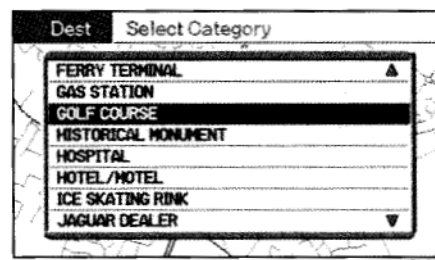 Dest Select Category
FERRY TERMINAL
GAS STATION
GOLF COURSE
HISTORICAL MONUMENT
HOSPITAL
HOTEL/MOTEL
ICE SKATING RINK
JAGUAR DEALER